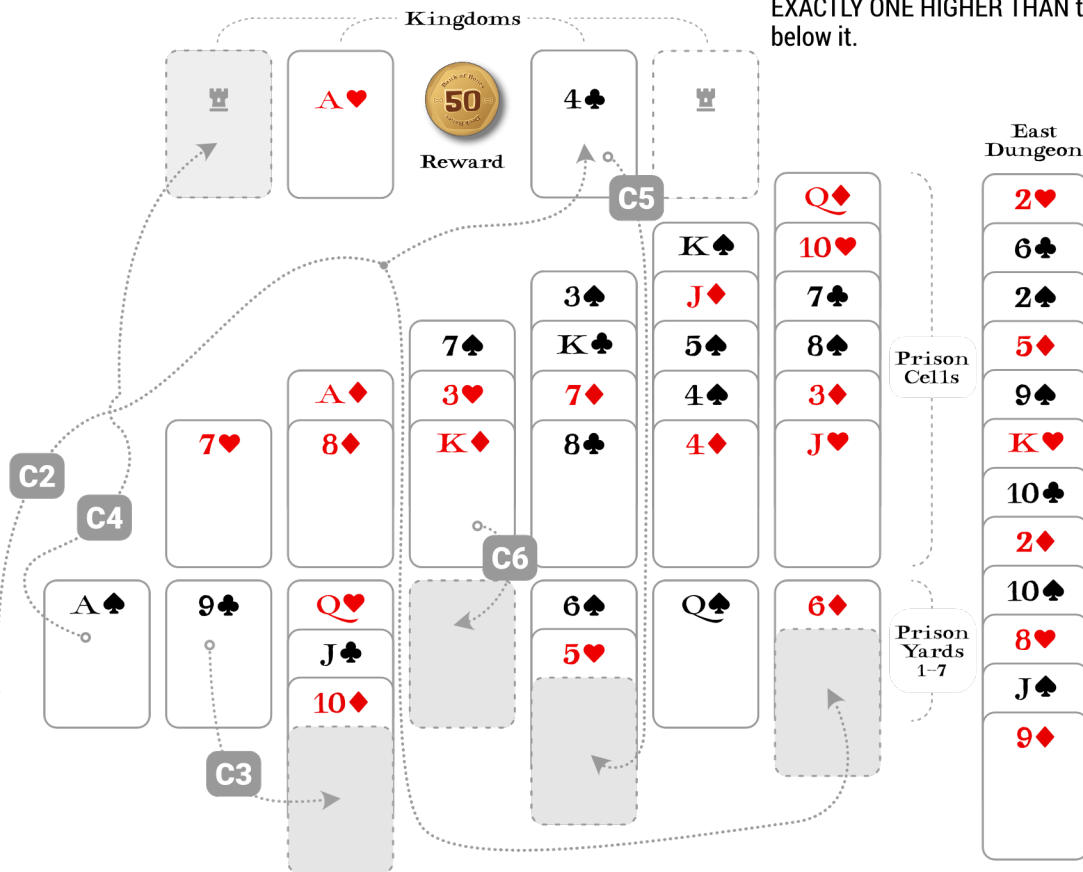 Kingdoms
EXACTLY ONE HIGHER THAN
below it.
A♥
50
4♣
Reward
East
Dungeon
C5
Q♦
2♥
K♠
10♥
6♣
3♠
J♦
7♣
2♠
7♠
K♣
5♠
8♠
5♦
Prison
Cells
A♦
3♥
7♦
4♠
3♦
9♠
7♥
8♦
K♦
8♣
4♦
J♥
K♥
C2
10♣
C4
C6
2♦
A♠
9♣
Q♥
6♠
Q♠
6♦
10♠
Prison
Yards
1–7
J♣
5♥
8♥
10♦
J♠
9♦
C3